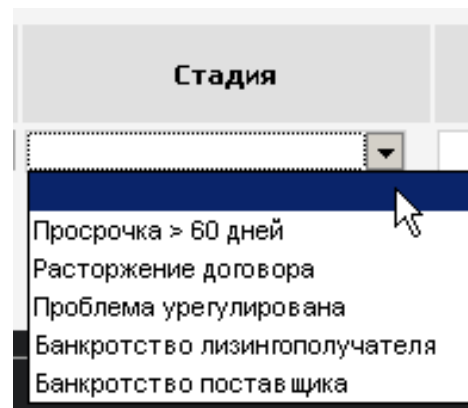 Стадия
Просрочка > 60 дней
Расторжение договора
Проблема урегулирована
Банкротство лизингополучателя
Банкротство поставщика